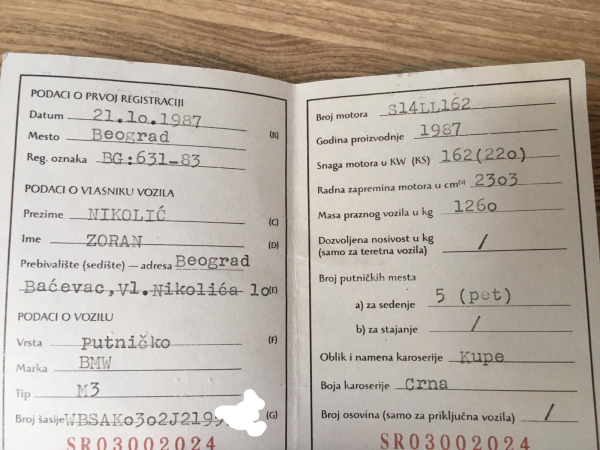 PODACI O PRVOJ REGISTRACIJI
Datum 21.10.1987
Mesto Beograd (B)
Reg. oznaka BG:631-83
PODACI O VLASNIKU VOZILA
Prezime NIKOLIĆ (C)
Ime ZORAN (D)
Prebivalište (sedište) — adresa Beograd
Baćevac,Vl.Nikolića 10 (E)
PODACI O VOZILU
Vrsta Putničko (F)
Marka BMW
Tip M3
Broj šasije WBSAK0302J2199 (G)
SR03002024
Broj motora S14LL162
Godina proizvodnje 1987
Snaga motora u KW (KS) 162(220)
Radna zapremina motora u cm(³) 2303
Masa praznog vozila u kg 1260
Dozvoljena nosivost u kg /
(samo za teretna vozila)
Broj putničkih mesta
a) za sedenje 5 (pet)
b) za stajanje /
Oblik i namena karoserije Kupe
Boja karoserije Crna
Broj osovina (samo za priključna vozila) /
SR03002024